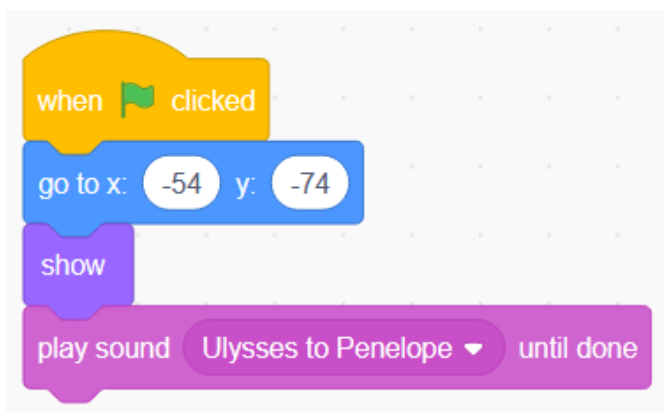 when clicked
go to x: -54 y: -74
show
play sound Ulysses to Penelope until done